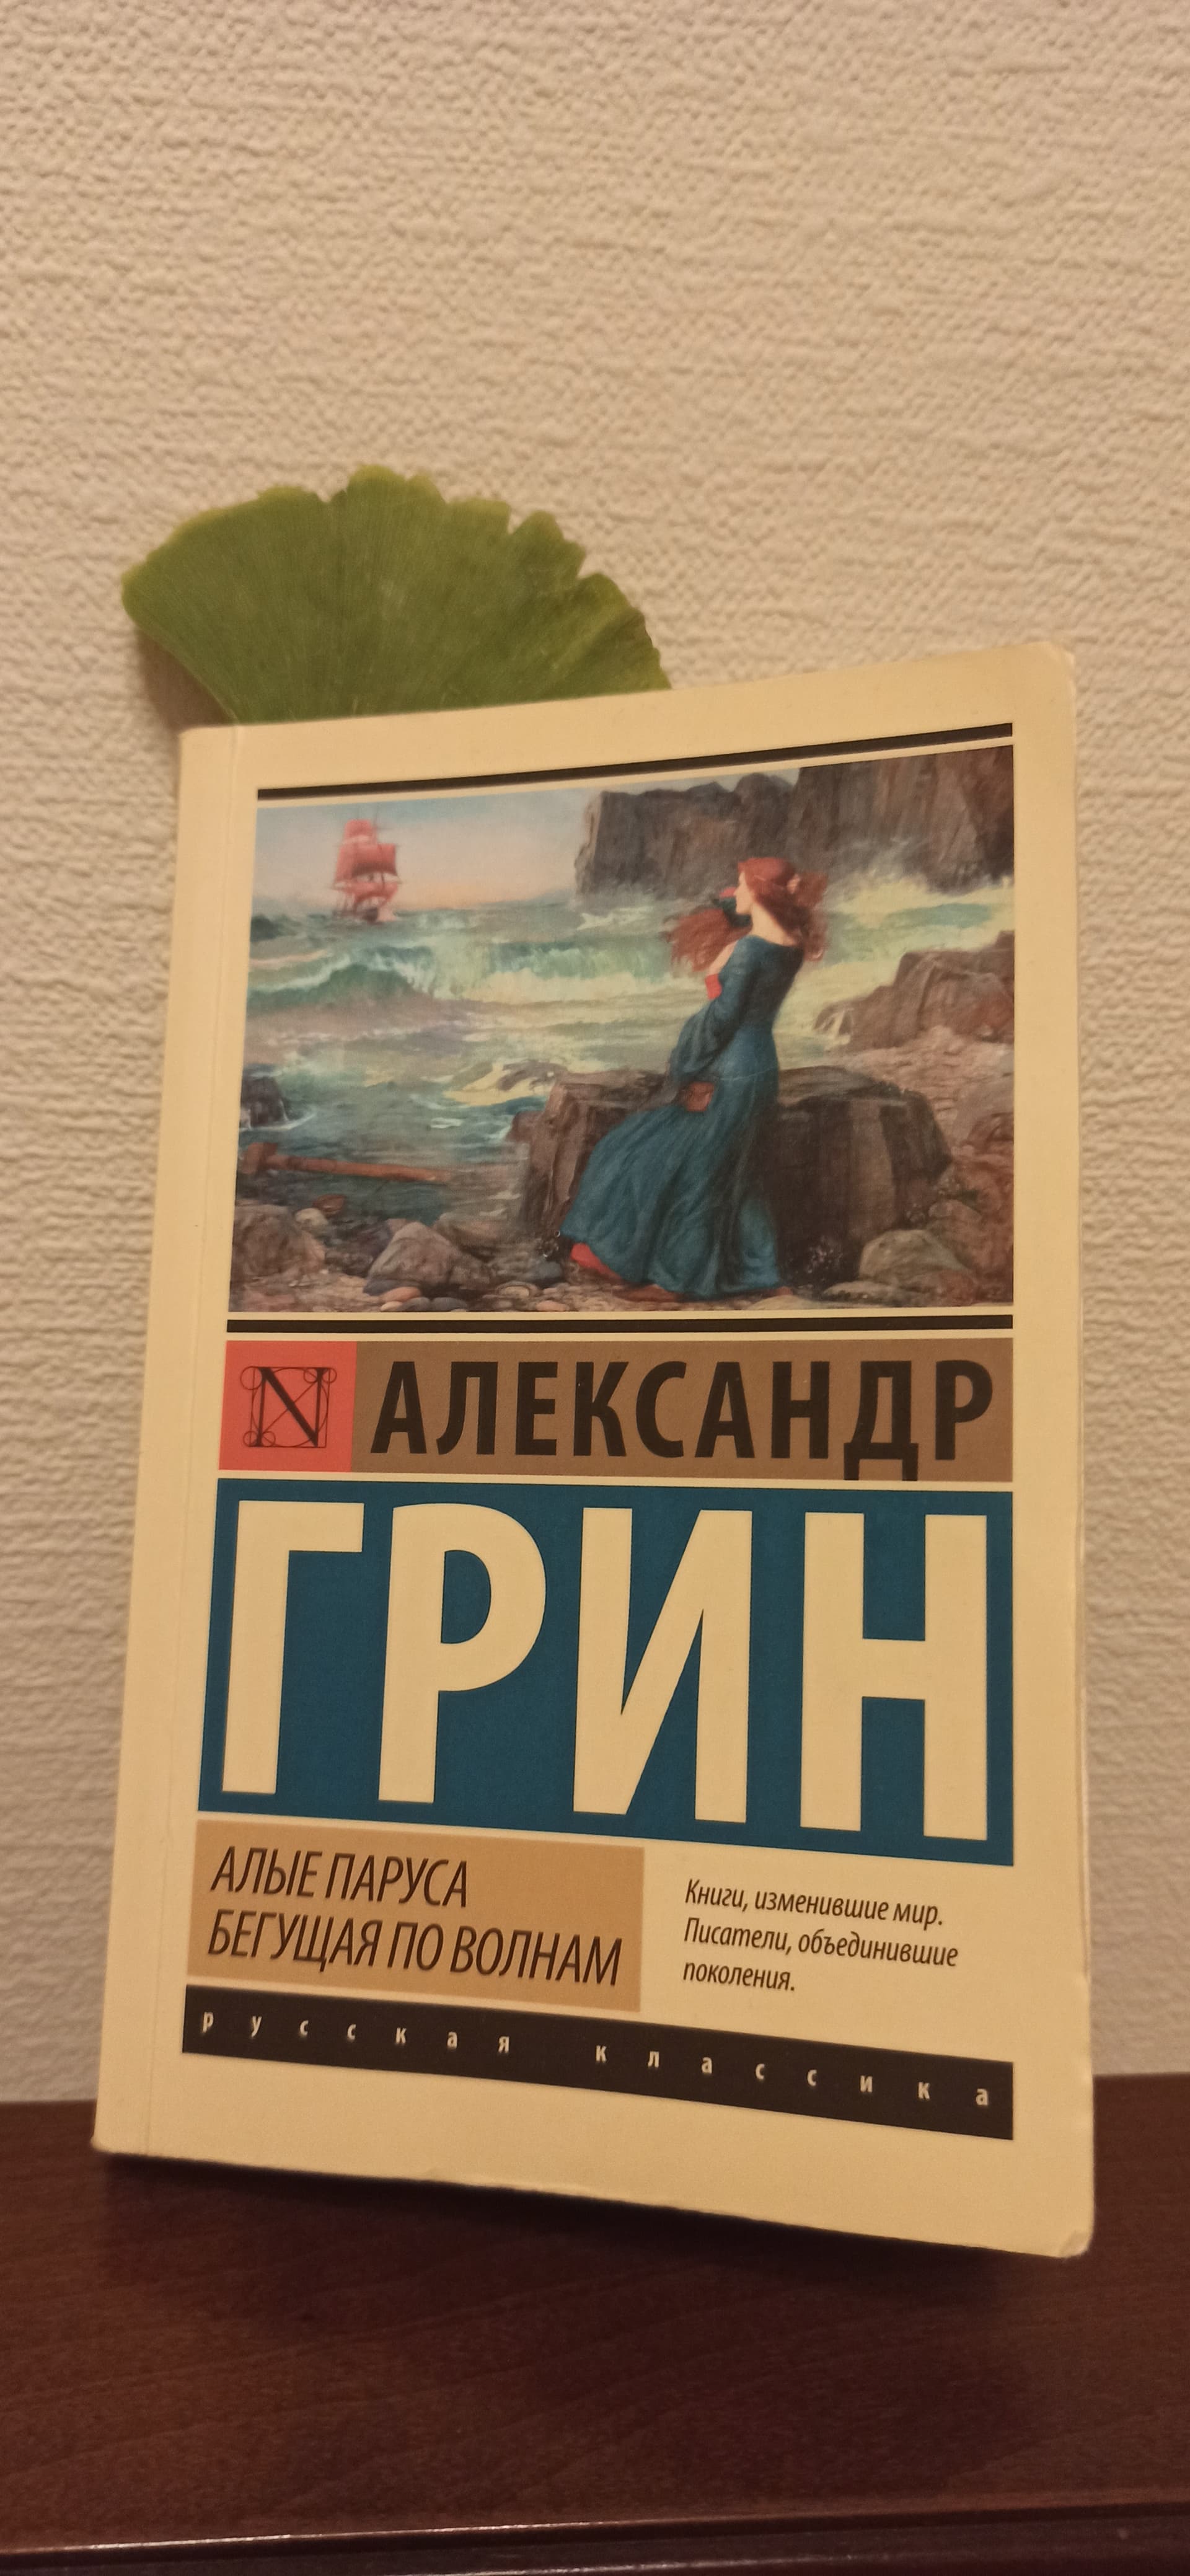 N АЛЕКСАНДР
ГРИН
АЛЫЕ ПАРУСА
БЕГУЩАЯ ПО ВОЛНАМ
Книги, изменившие мир.
Писатели, объединившие
поколения.
русская классика